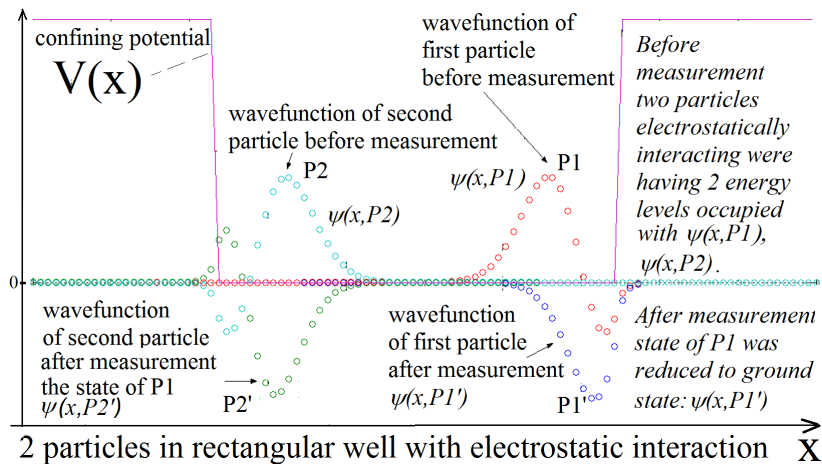 confining potential
V(x)
wavefunction of second
particle before measurement
P2
ψ(x,P2)
wavefunction of
first particle
before measurement
P1
ψ(x,P1)
Before
measurement
two particles
electrostatically
interacting were
having 2 energy
levels occupied
with ψ(x,P1),
ψ(x,P2).
0
wavefunction
of second particle
after measurement
the state of P1
ψ(x,P2')
P2'
wavefunction
of first particle
after measurement
ψ(x,P1')
P1'
After measurement
state of P1 was
reduced to ground
state: ψ(x,P1')
2 particles in rectangular well with electrostatic interaction
X